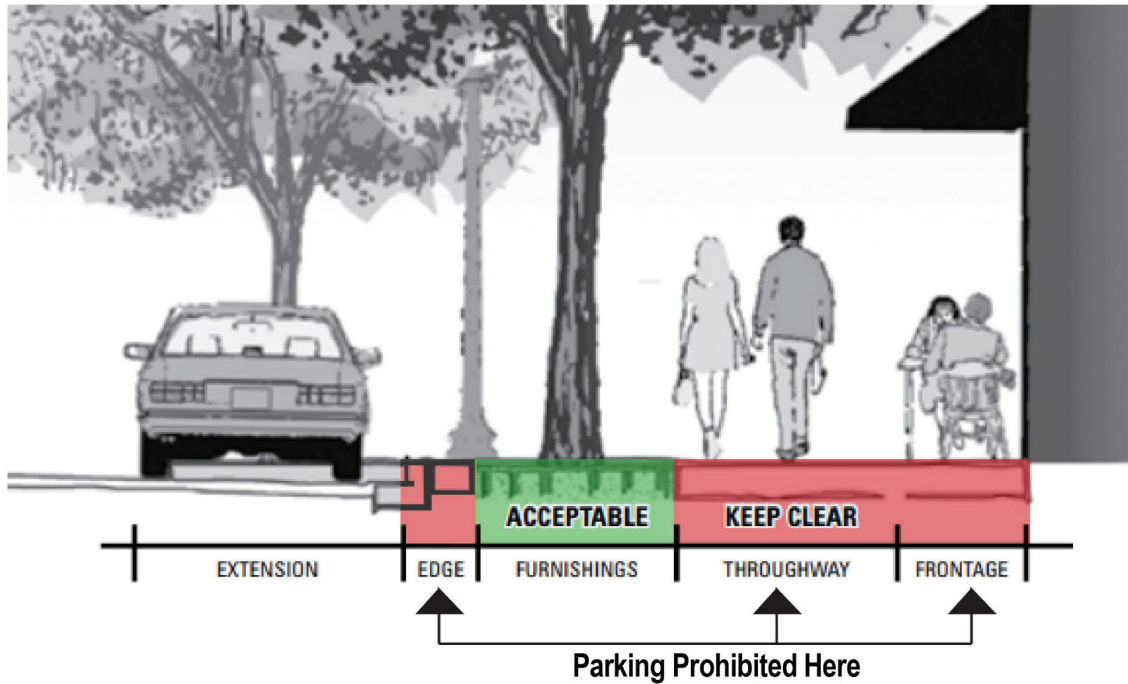 ACCEPTABLE KEEP CLEAR
EXTENSION EDGE FURNISHINGS THROUGHWAY FRONTAGE
Parking Prohibited Here